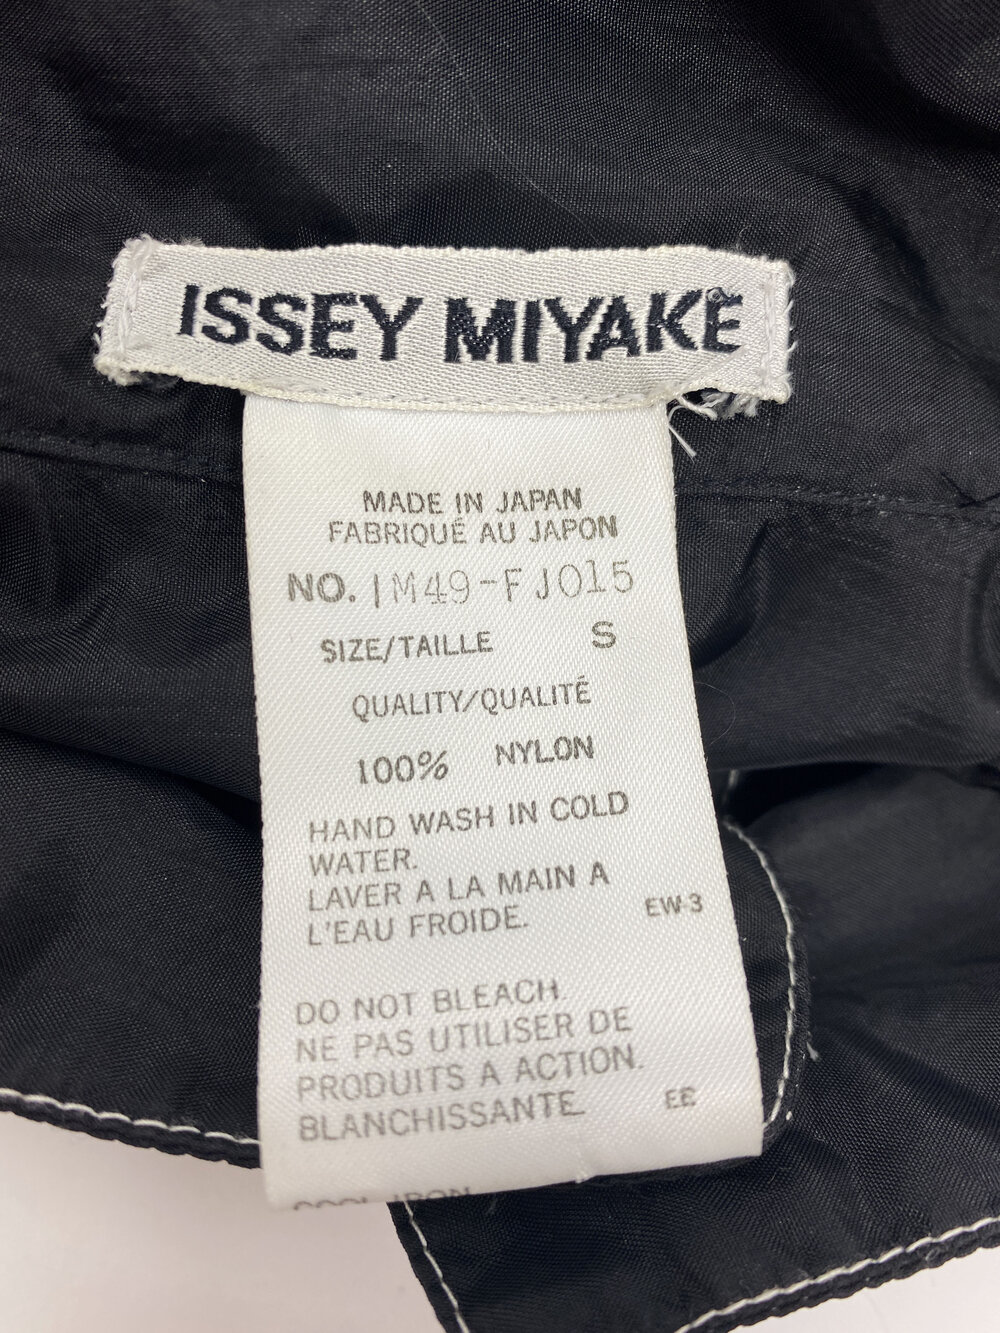 ISSEY MIYAKE
MADE IN JAPAN
FABRIQUÉ AU JAPON
NO. IM49-FJ015
SIZE/TAILLE S
QUALITY/QUALITÉ
100% NYLON
HAND WASH IN COLD
WATER.
LAVER A LA MAIN A
L'EAU FROIDE. EW-3
DO NOT BLEACH.
NE PAS UTILISER DE
PRODUITS A ACTION.
BLANCHISSANTE EE
COOL IRON